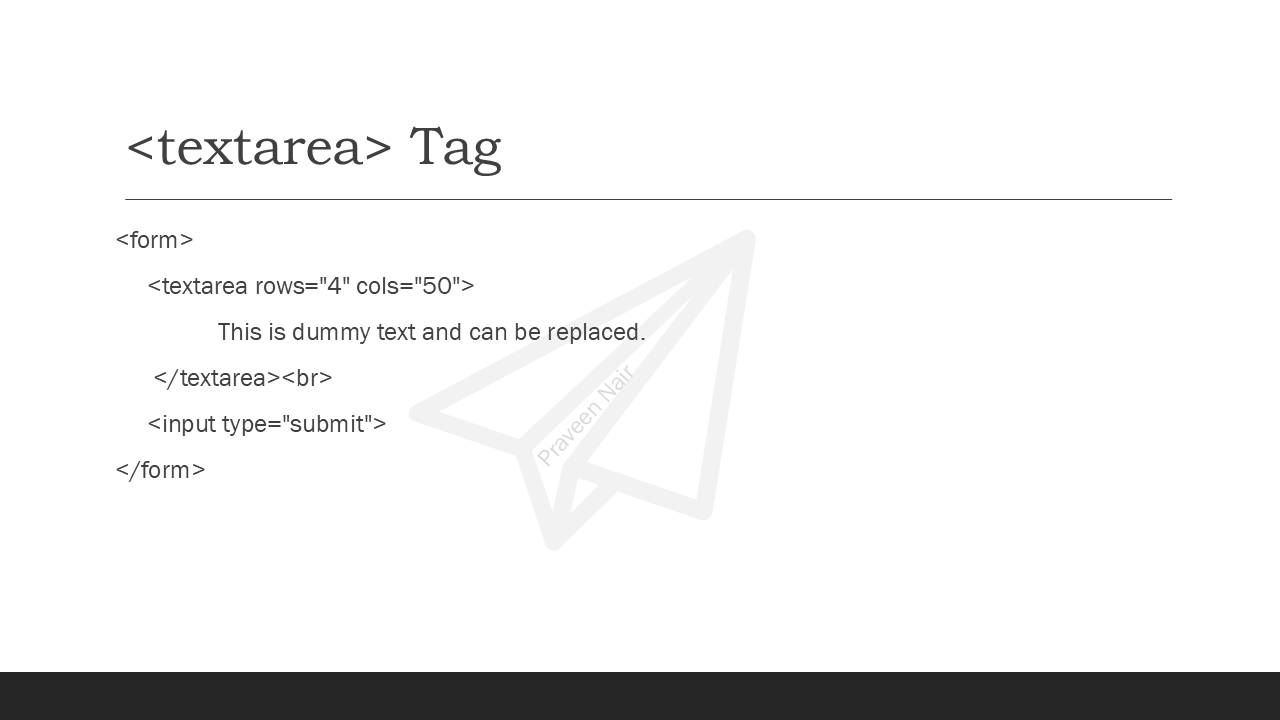 <textarea> Tag
<form>
<textarea rows="4" cols="50">
This is dummy text and can be replaced.
</textarea><br>
<input type="submit">
</form>
Praveen Nair